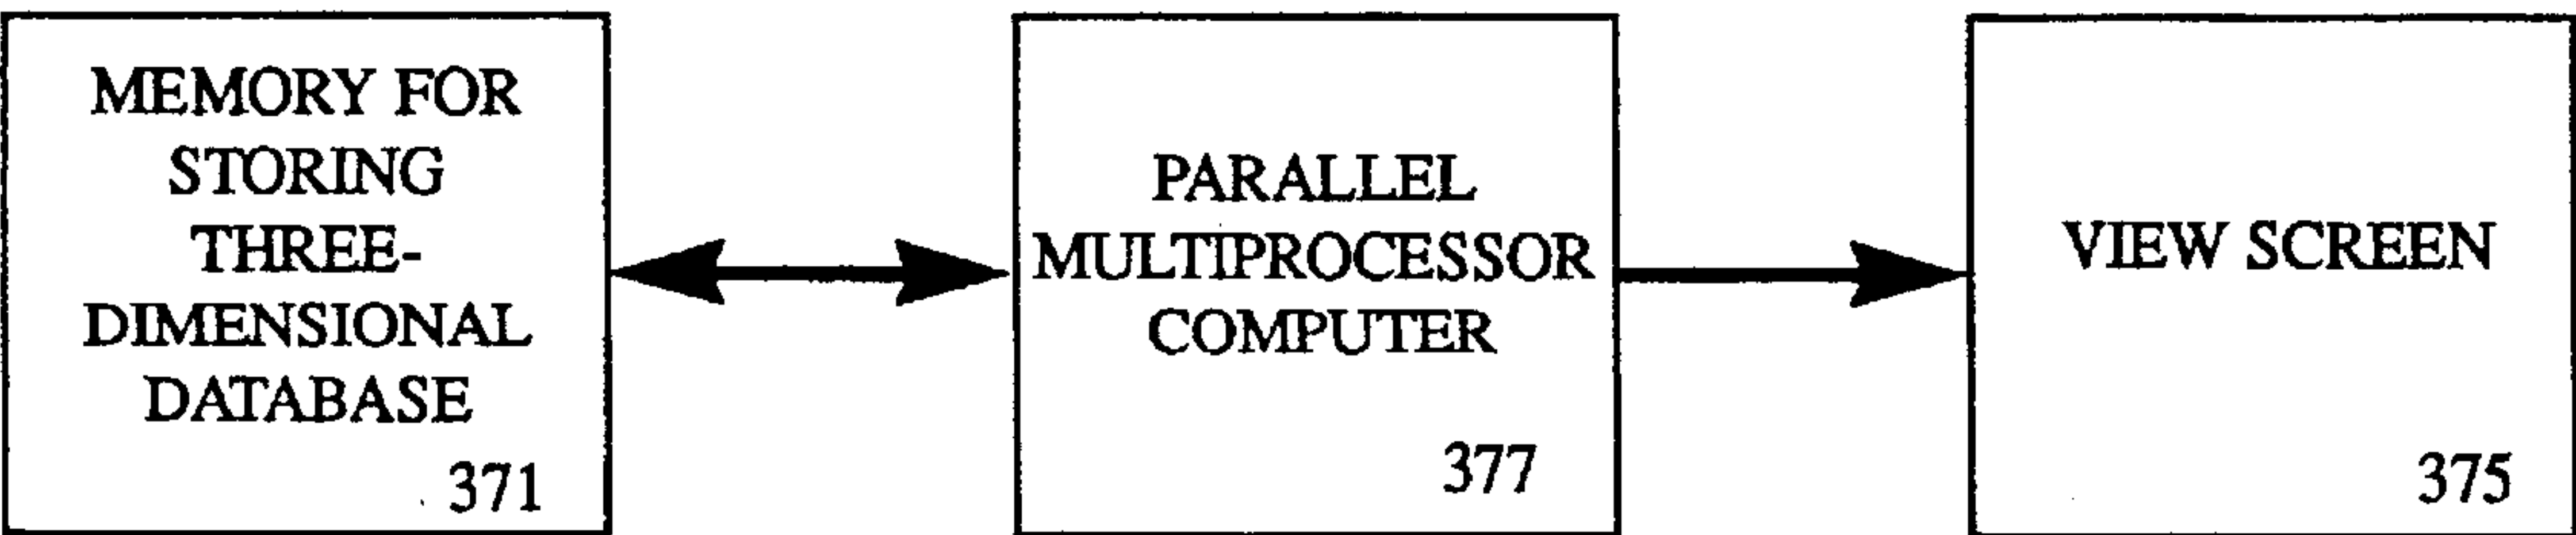 MEMORY FOR
STORING
THREE-
DIMENSIONAL
DATABASE
371
PARALLEL
MULTIPROCESSOR
COMPUTER
377
VIEW SCREEN
375